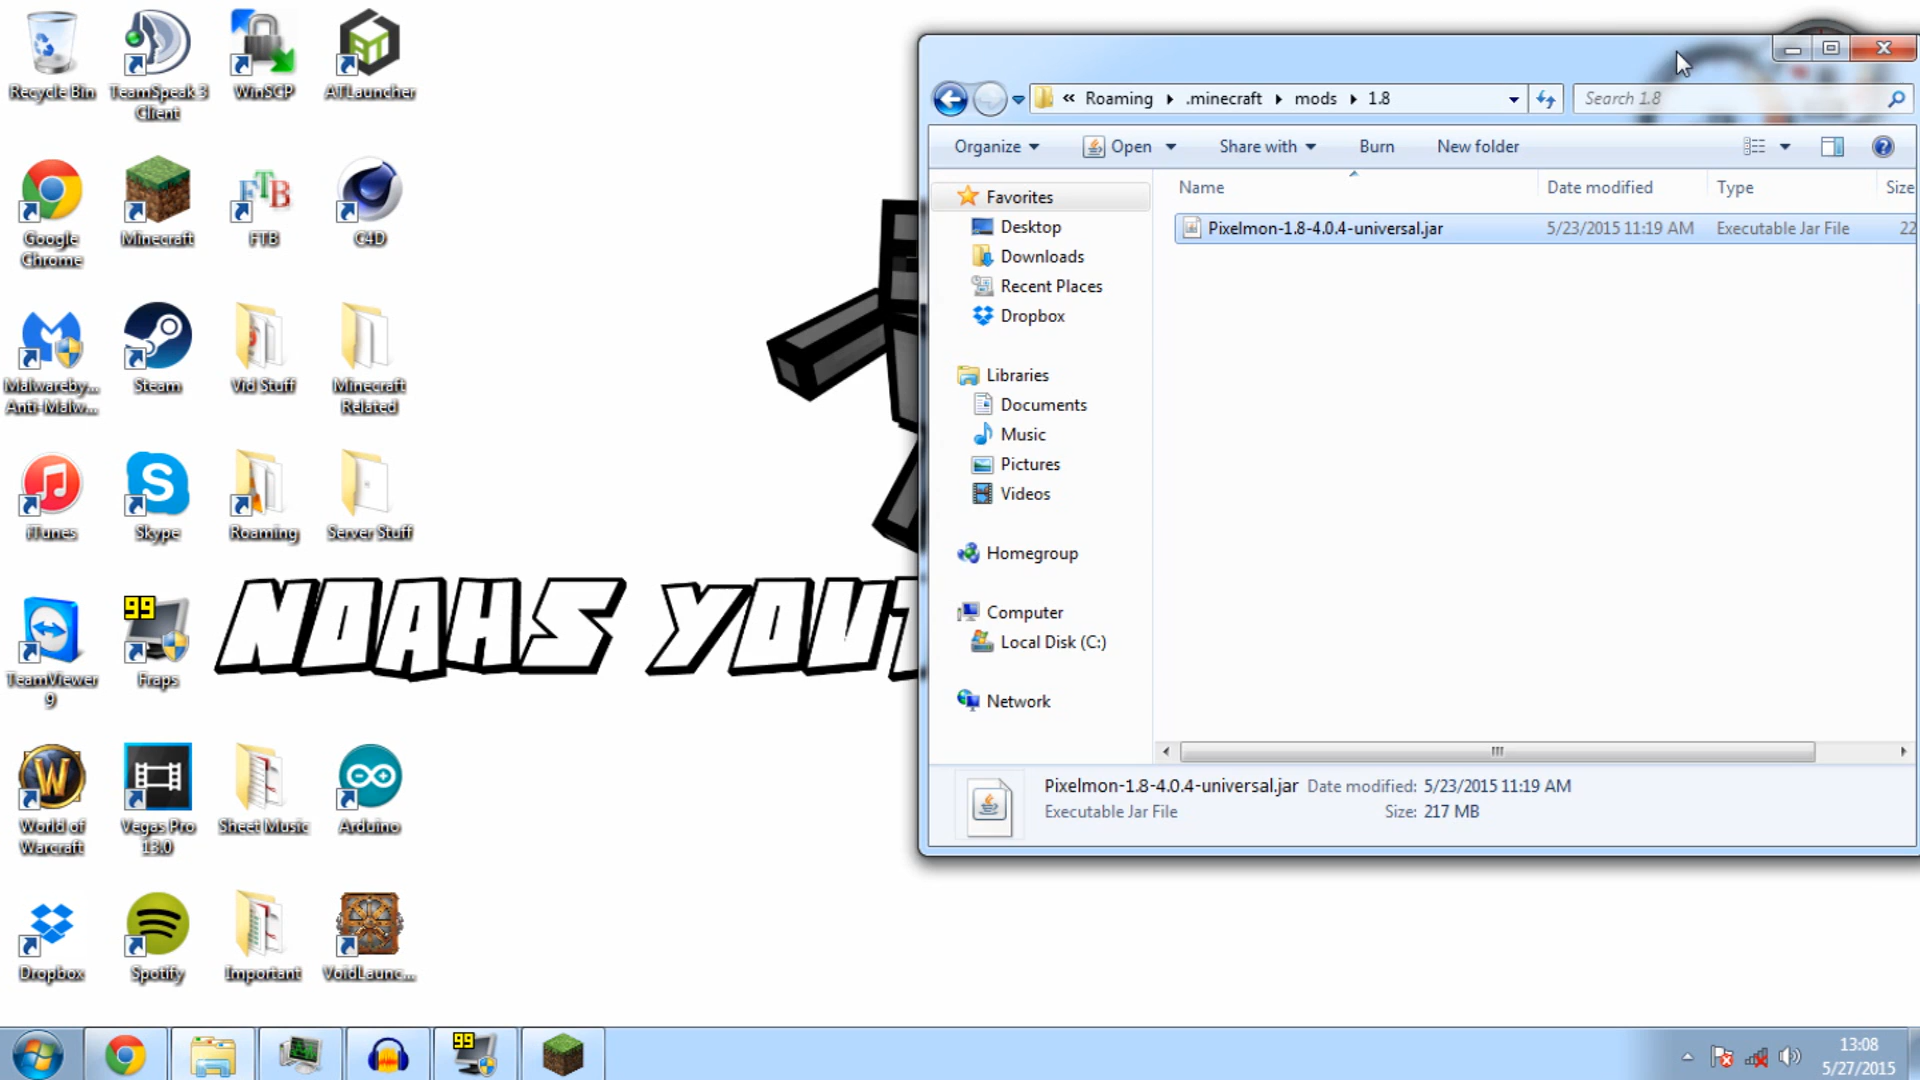 Recycle Bin
TeamSpeak 3
Client
WinSCP
ATLauncher
Google
Chrome
Minecraft
FTB
FTB
C4D
Malwareby...
Anti-Malw...
Steam
Vid Stuff
Minecraft
Related
iTunes
Skype
Roaming
Server Stuff
TeamViewer
9
99
Fraps
NOAHS YOUT
World of
Warcraft
Vegas Pro
13.0
Sheet Music
Arduino
Dropbox
Spotify
Important
VoidLaunc...
« Roaming .minecraft mods 1.8
Search 1.8
Organize Open Share with Burn New folder
Name Date modified Type Size
Pixelmon-1.8-4.0.4-universal.jar 5/23/2015 11:19 AM Executable Jar File 22
Favorites
Desktop
Downloads
Recent Places
Dropbox
Libraries
Documents
Music
Pictures
Videos
Homegroup
Computer
Local Disk (C:)
Network
Pixelmon-1.8-4.0.4-universal.jar Date modified: 5/23/2015 11:19 AM
Executable Jar File Size: 217 MB
99
13:08
5/27/2015